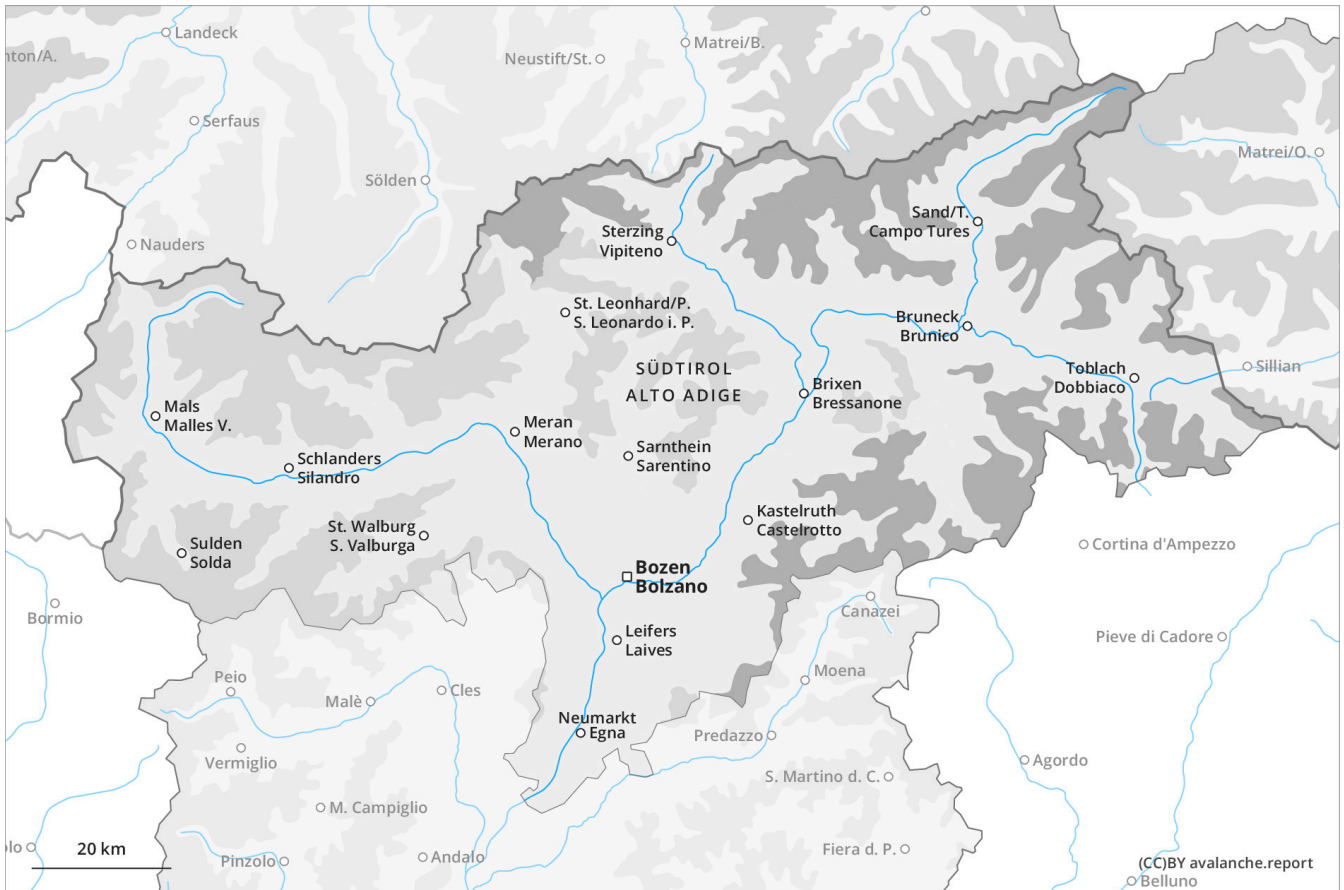 Landeck
nton/A.
Matrei/B.
Neustift/St.
Serfaus
Matrei/O.
Sölden
Sand/T.
Campo Tures
Sterzing
Vipiteno
Nauders
St. Leonhard/P.
S. Leonardo i. P.
Bruneck
Brunico
SÜDTIROL
ALTO ADIGE
Toblach
Dobbiaco
Sillian
Brixen
Bressanone
Mals
Malles V.
Meran
Merano
Schlanders
Silandro
Sarnthein
Sarentino
Kastelruth
Castelrotto
St. Walburg
S. Valburga
Sulden
Solda
Cortina d'Ampezzo
Bozen
Bolzano
Bormio
Canazei
Leifers
Laives
Pieve di Cadore
Peio
Malè
Cles
Moena
Neumarkt
Egna
Predazzo
Vermiglio
Agordo
S. Martino d. C.
M. Campiglio
olo
20 km
Pinzolo
Andalo
Fiera d. P.
(CC)BY avalanche.report
Belluno